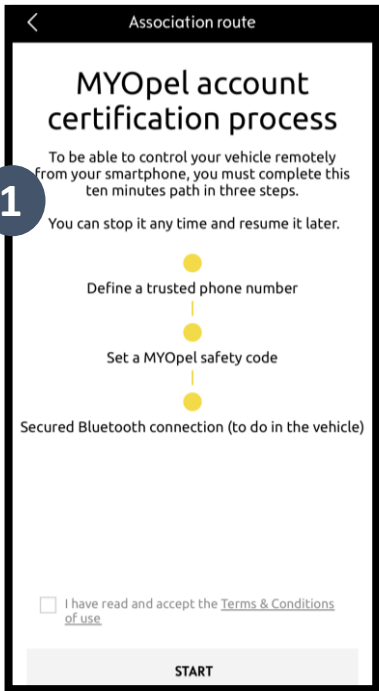 Association route
MYOpel account
certification process
To be able to control your vehicle remotely
from your smartphone, you must complete this
ten minutes path in three steps.
1
You can stop it any time and resume it later.
Define a trusted phone number
Set a MYOpel safety code
Secured Bluetooth connection (to do in the vehicle)
I have read and accept the Terms & Conditions
of use
START